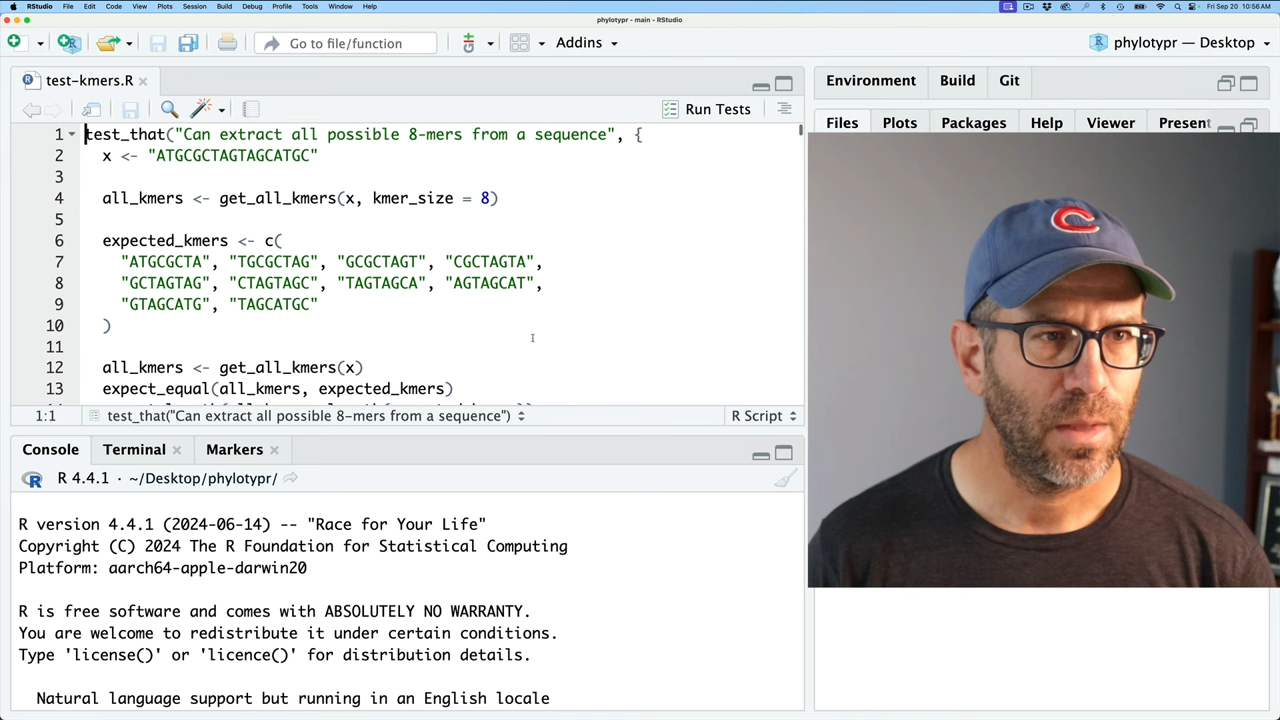 RStudio File Edit Code View Plots Session Build Debug Profile Tools Window Help Fri Sep 20 10:56 AM
phylotypr - main - RStudio
Go to file/function Addins phylotypr — Desktop
test-kmers.R
Run Tests
1 test_that("Can extract all possible 8-mers from a sequence", {
2 x <- "ATGCGCTAGTAGCATGC"
3
4 all_kmers <- get_all_kmers(x, kmer_size = 8)
5
6 expected_kmers <- c(
7 "ATGCGCTA", "TGCGCTAG", "GCGCTAGT", "CGCTAGTA",
8 "GCTAGTAG", "CTAGTAGC", "TAGTAGCA", "AGTAGCAT",
9 "GTAGCATG", "TAGCATGC"
10 )
11
12 all_kmers <- get_all_kmers(x)
13 expect_equal(all_kmers, expected_kmers)
1:1 test_that("Can extract all possible 8-mers from a sequence") R Script
Console Terminal Markers
R 4.4.1 · ~/Desktop/phylotypr/
R version 4.4.1 (2024-06-14) -- "Race for Your Life"
Copyright (C) 2024 The R Foundation for Statistical Computing
Platform: aarch64-apple-darwin20
R is free software and comes with ABSOLUTELY NO WARRANTY.
You are welcome to redistribute it under certain conditions.
Type 'license()' or 'licence()' for distribution details.
Natural language support but running in an English locale
Environment Build Git
Files Plots Packages Help Viewer Present
C